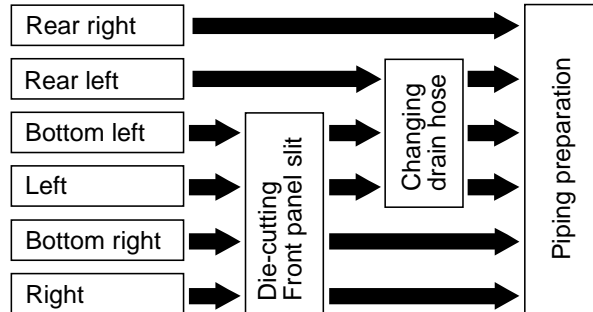 Rear right
Rear left
Bottom left
Left
Bottom right
Right
Die-cutting
Front panel slit
Changing
drain hose
Piping preparation